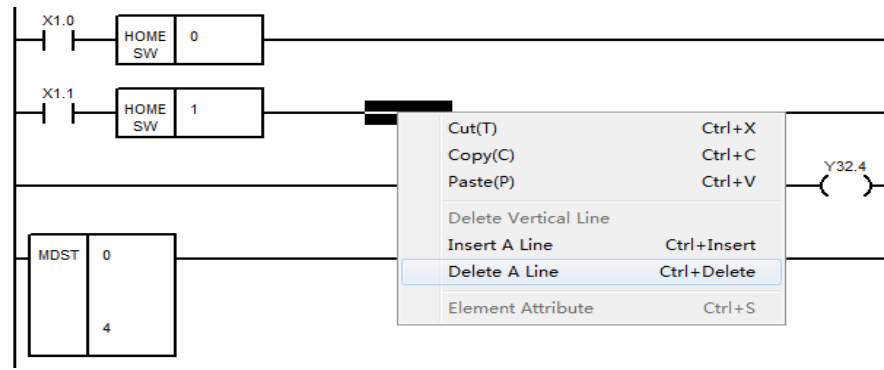 X1.0
HOME SW 0
X1.1
HOME SW 1
Cut(T) Ctrl+X
Copy(C) Ctrl+C
Paste(P) Ctrl+V
Y32.4
Delete Vertical Line
Insert A Line Ctrl+Insert
MDST 0
Delete A Line Ctrl+Delete
Element Attribute Ctrl+S
4